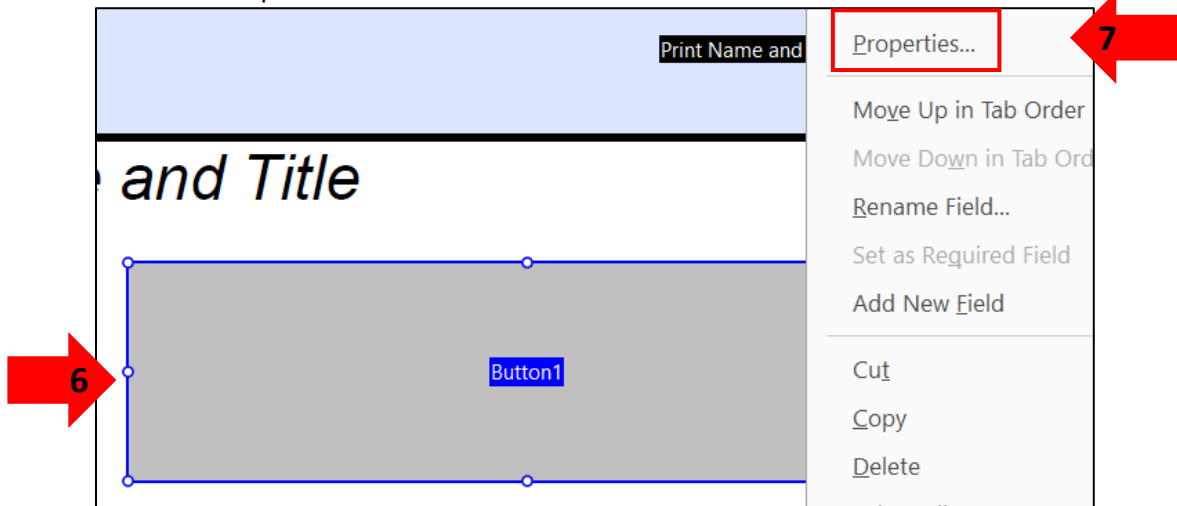 Print Name and
Properties...
7
Move Up in Tab Order
and Title
Move Down in Tab Ord
Rename Field...
Set as Required Field
Add New Field
6
Button1
Cut
Copy
Delete